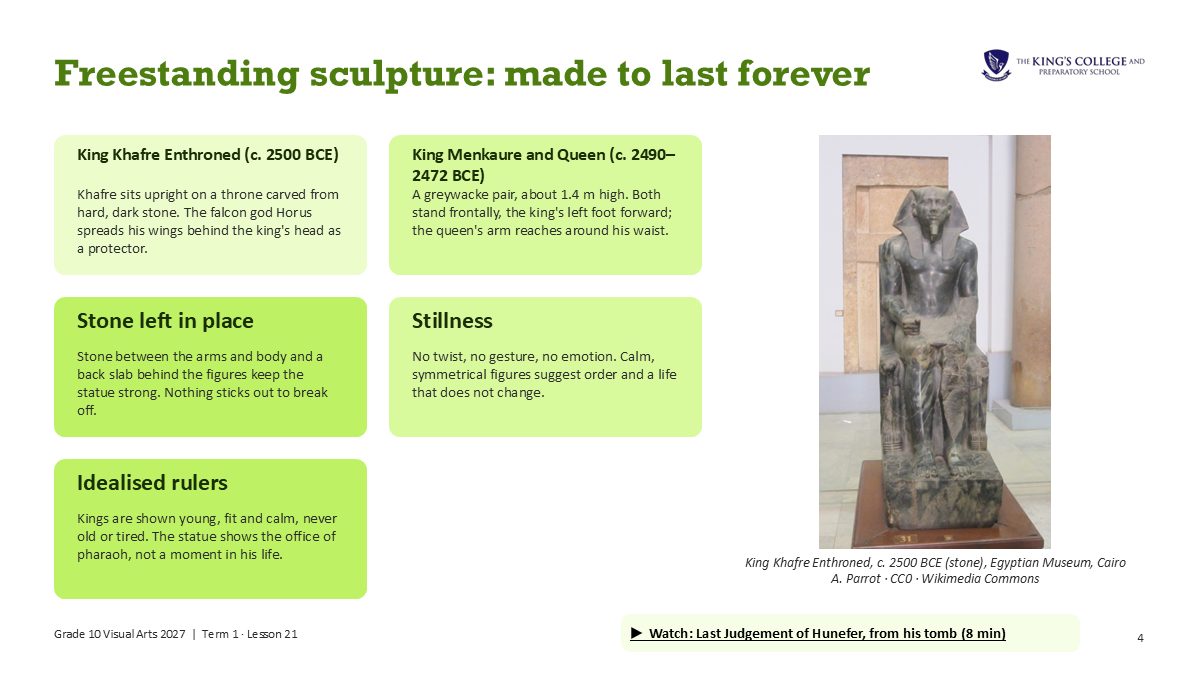 Freestanding sculpture: made to last forever
THE KING'S COLLEGE AND
PREPARATORY SCHOOL
King Khafre Enthroned (c. 2500 BCE)
Khafre sits upright on a throne carved from
hard, dark stone. The falcon god Horus
spreads his wings behind the king's head as
a protector.
King Menkaure and Queen (c. 2490–
2472 BCE)
A greywacke pair, about 1.4 m high. Both
stand frontally, the king's left foot forward;
the queen's arm reaches around his waist.
Stone left in place
Stone between the arms and body and a
back slab behind the figures keep the
statue strong. Nothing sticks out to break
off.
Stillness
No twist, no gesture, no emotion. Calm,
symmetrical figures suggest order and a life
that does not change.
Idealised rulers
Kings are shown young, fit and calm, never
old or tired. The statue shows the office of
pharaoh, not a moment in his life.
31
King Khafre Enthroned, c. 2500 BCE (stone), Egyptian Museum, Cairo
A. Parrot · CC0 · Wikimedia Commons
Grade 10 Visual Arts 2027 | Term 1 · Lesson 21
▶ Watch: Last Judgement of Hunefer, from his tomb (8 min)
4